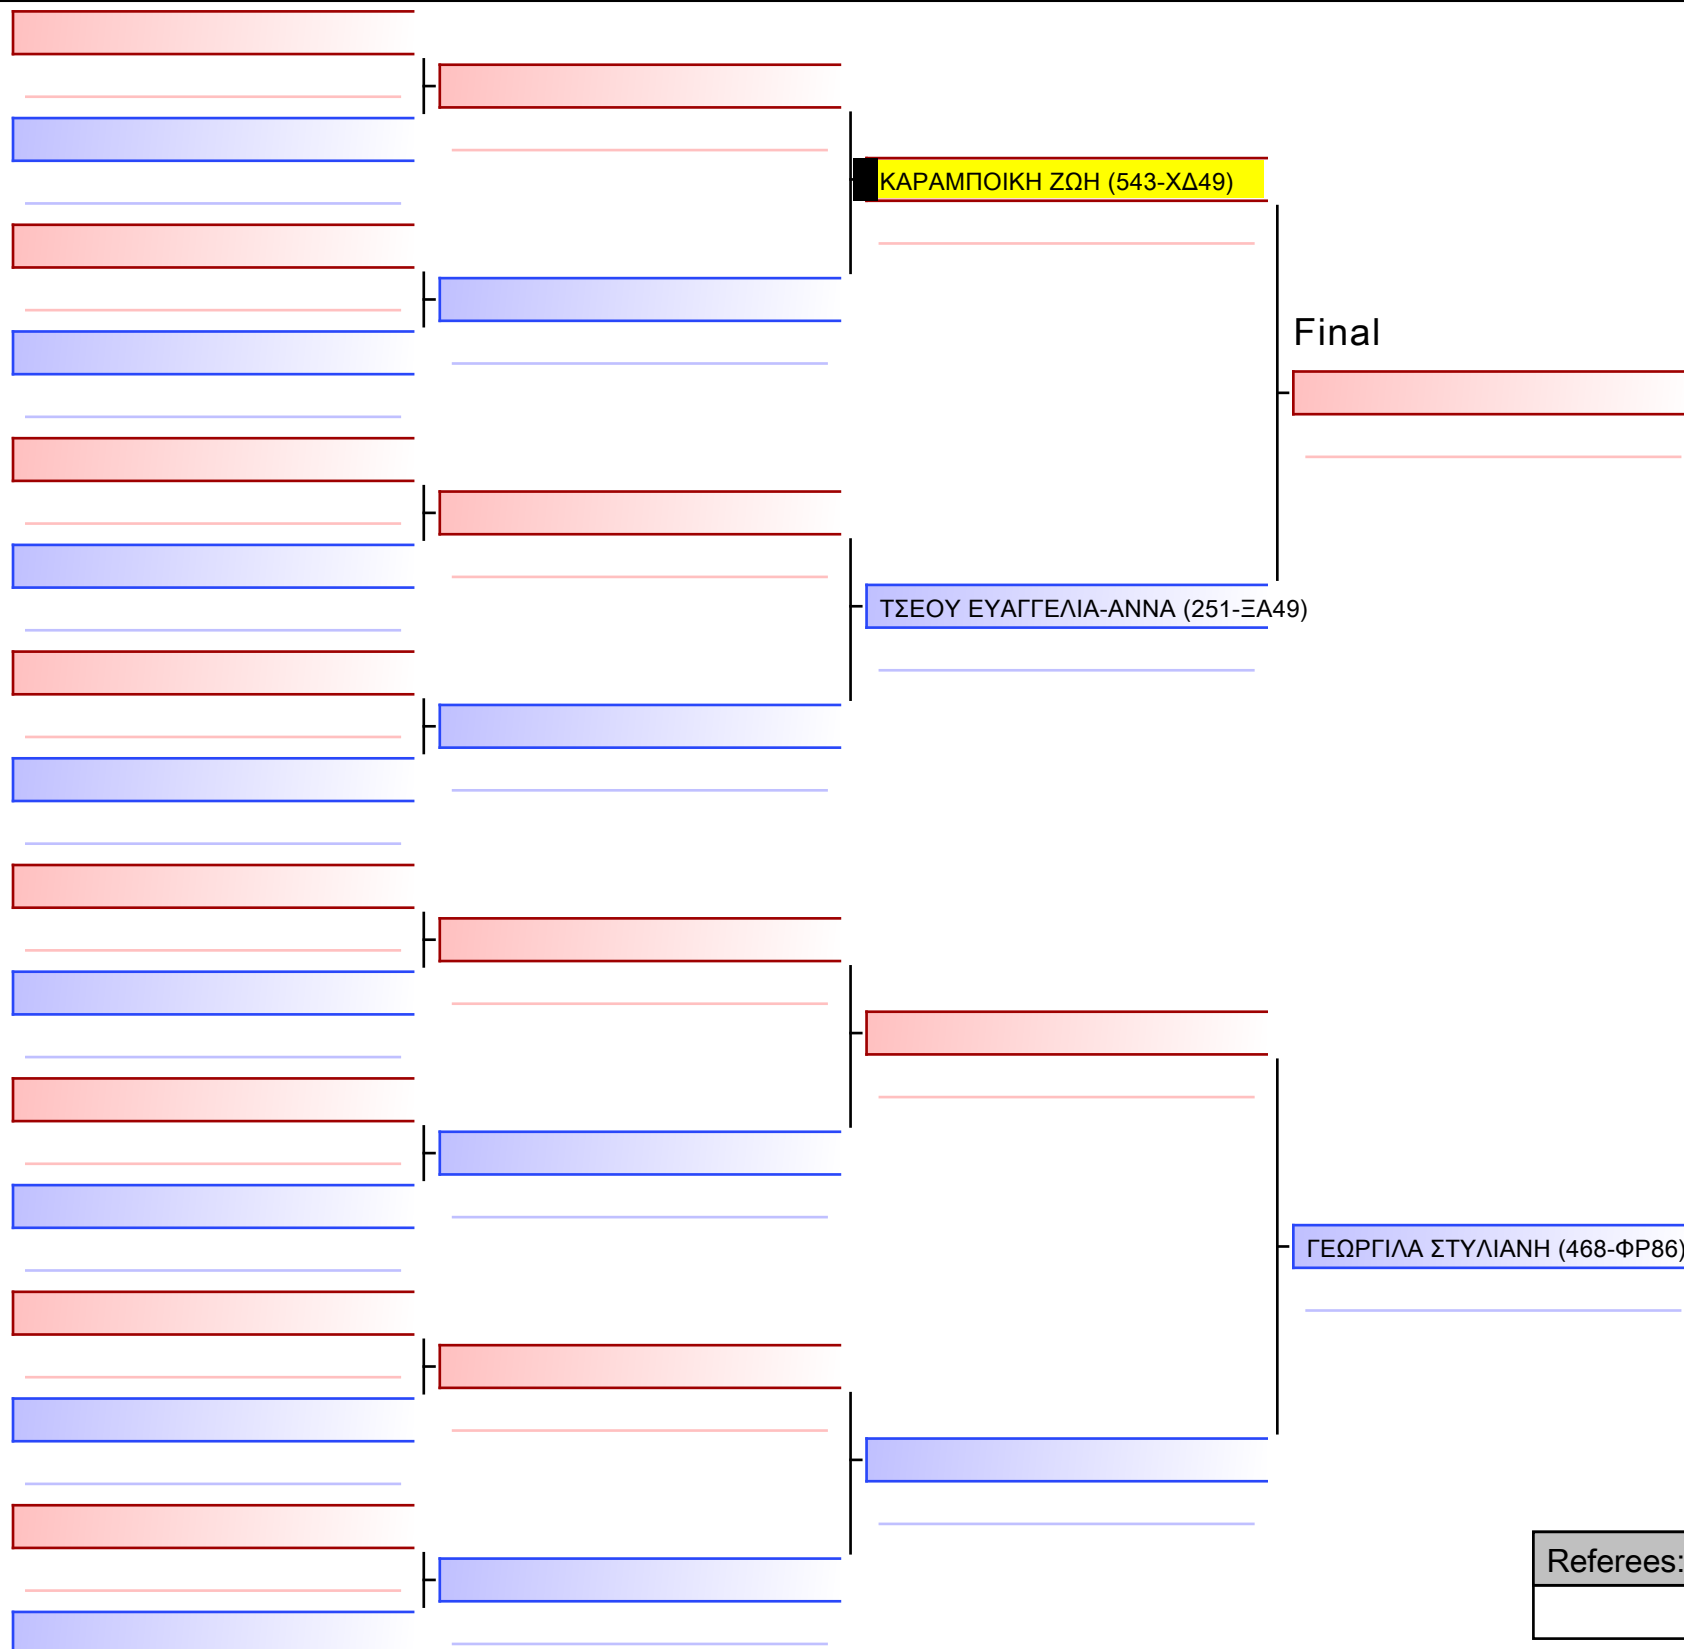 ΚΑΡΑΜΠΟΙΚΗ ΖΩΗ (543-ΧΔ49)
Final
ΤΣΕΟΥ ΕΥΑΓΓΕΛΙΑ-ΑΝΝΑ (251-ΞΑ49)
ΓΕΩΡΓΙΛΑ ΣΤΥΛΙΑΝΗ (468-ΦΡ86)
Referees: